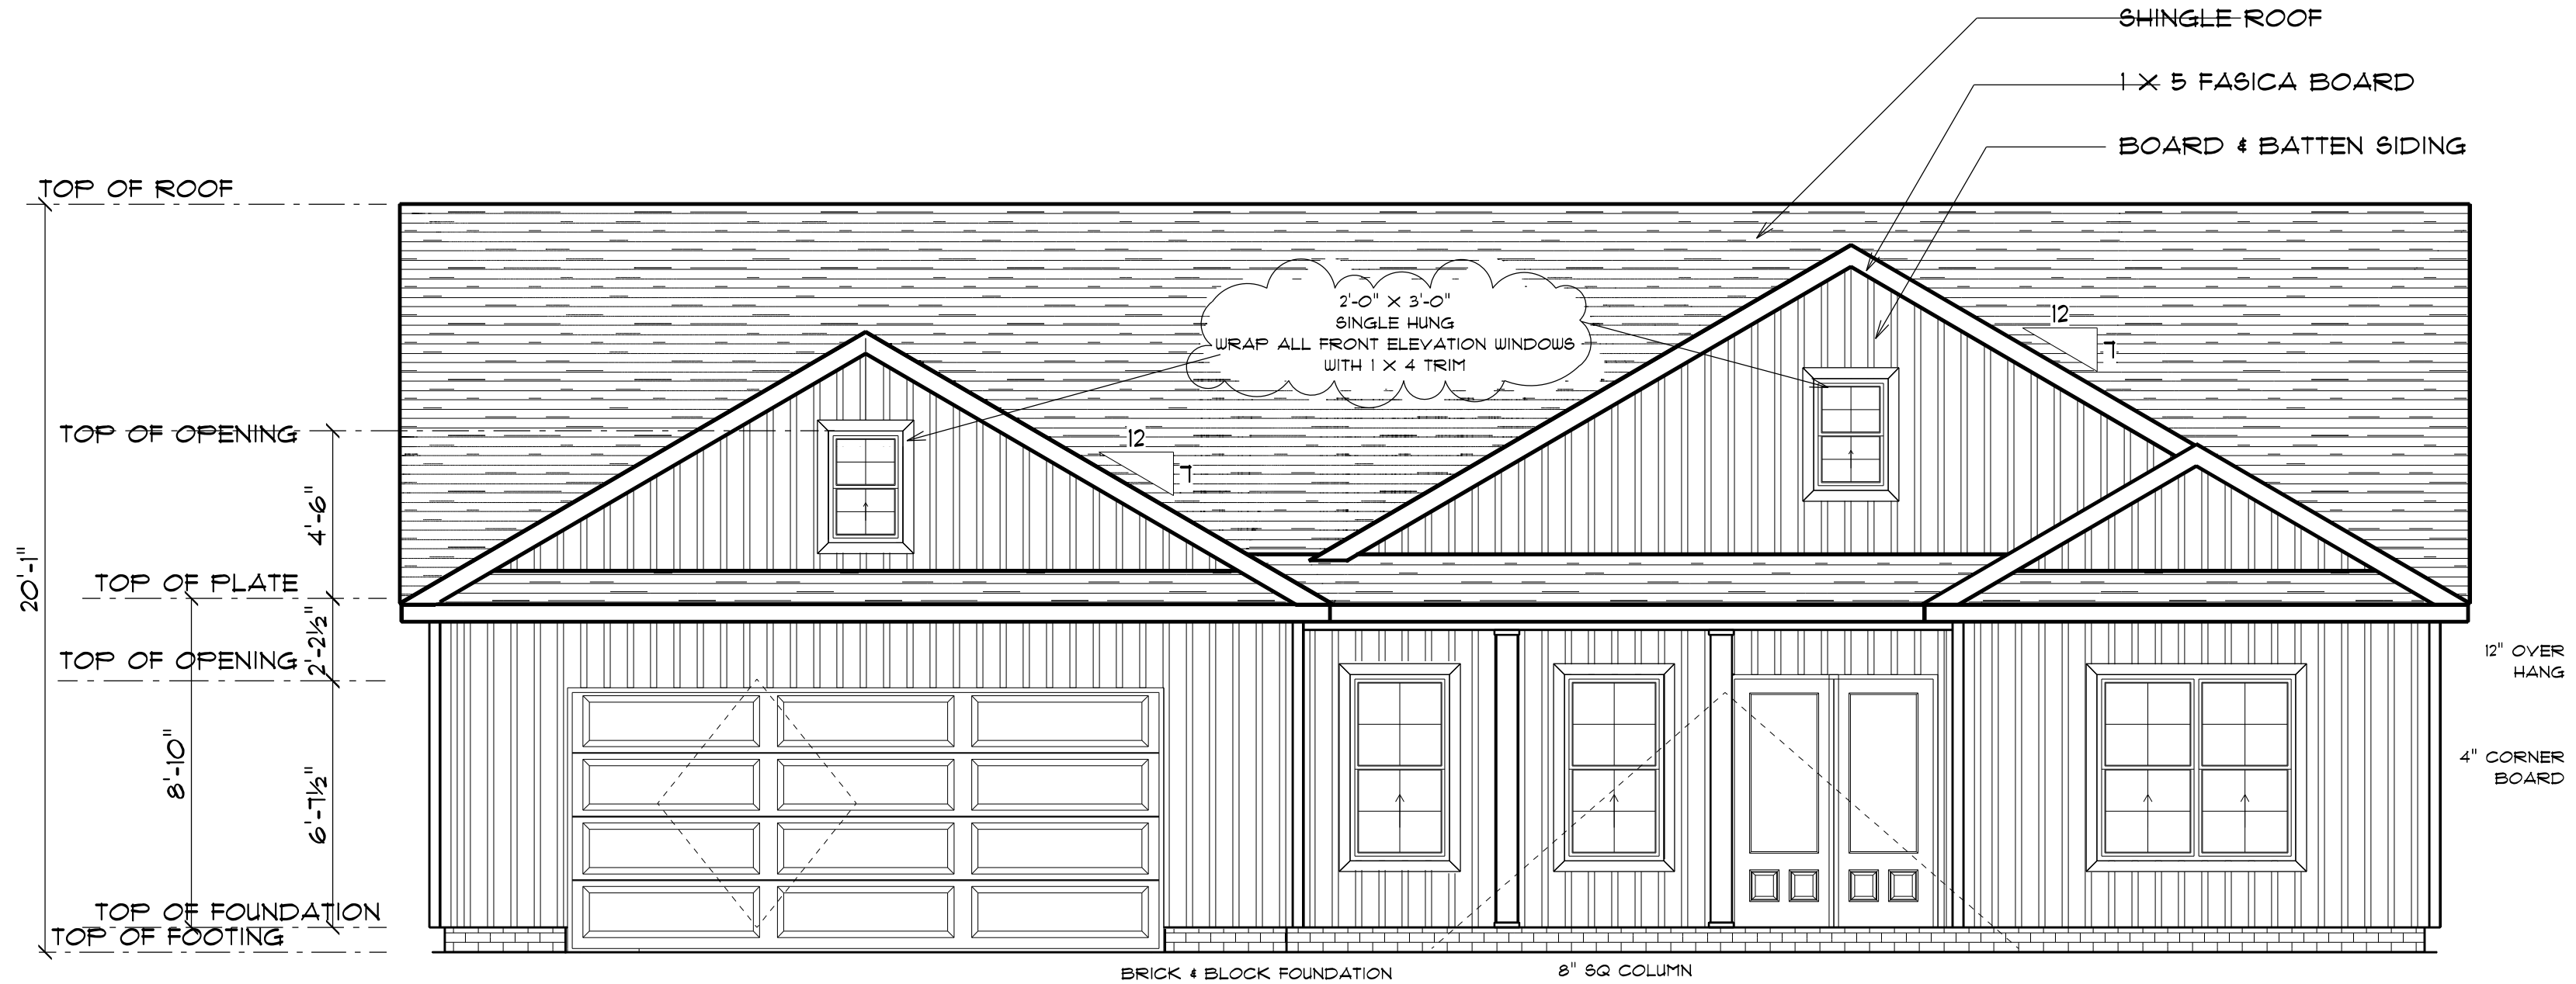 SHINGLE ROOF
1 X 5 FASICA BOARD
BOARD & BATTEN SIDING
TOP OF ROOF
2'-0" X 3'-0"
SINGLE HUNG
WRAP ALL FRONT ELEVATION WINDOWS
WITH 1 X 4 TRIM
12
7
12
7
TOP OF OPENING
4'-6"
20'-1"
TOP OF PLATE
2'-2½"
TOP OF OPENING
12" OVER
HANG
8'-10"
6'-7½"
4" CORNER
BOARD
TOP OF FOUNDATION
TOP OF FOOTING
BRICK & BLOCK FOUNDATION
8" SQ COLUMN